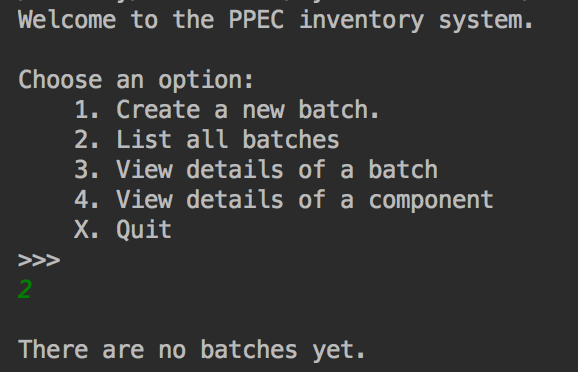 Welcome to the PPEC inventory system.
Choose an option:
1. Create a new batch.
2. List all batches
3. View details of a batch
4. View details of a component
X. Quit
>>>
2
There are no batches yet.